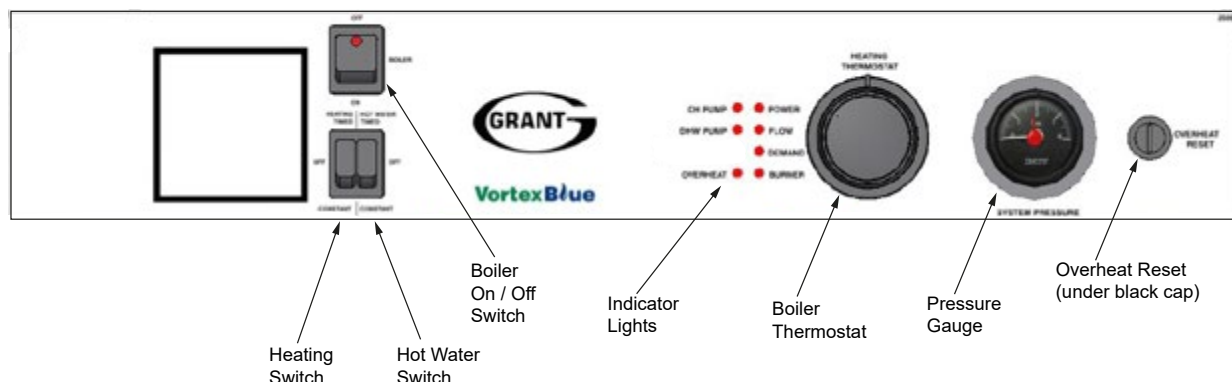 OFF
BOILER
ON
HEATING TIMED | HOT WATER TIMED
OFF
OFF
CONSTANT | CONSTANT
GRANT
VortexBlue
CH PUMP
POWER
DHW PUMP
FLOW
DEMAND
OVERHEAT
BURNER
HEATING
THERMOSTAT
SYSTEM PRESSURE
OVERHEAT
RESET
Boiler
On / Off
Switch
Indicator
Lights
Boiler
Thermostat
Pressure
Gauge
Overheat Reset
(under black cap)
Heating
Switch
Hot Water
Switch